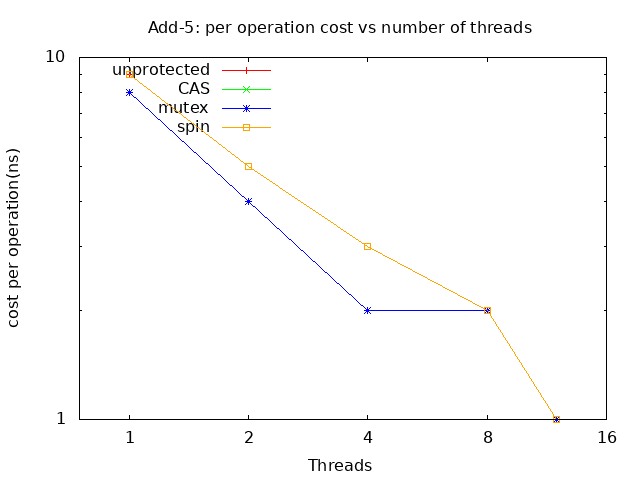 Add-5: per operation cost vs number of threads
10
unprotected
CAS
mutex
spin
cost per operation(ns)
1
1 2 4 8 16
Threads